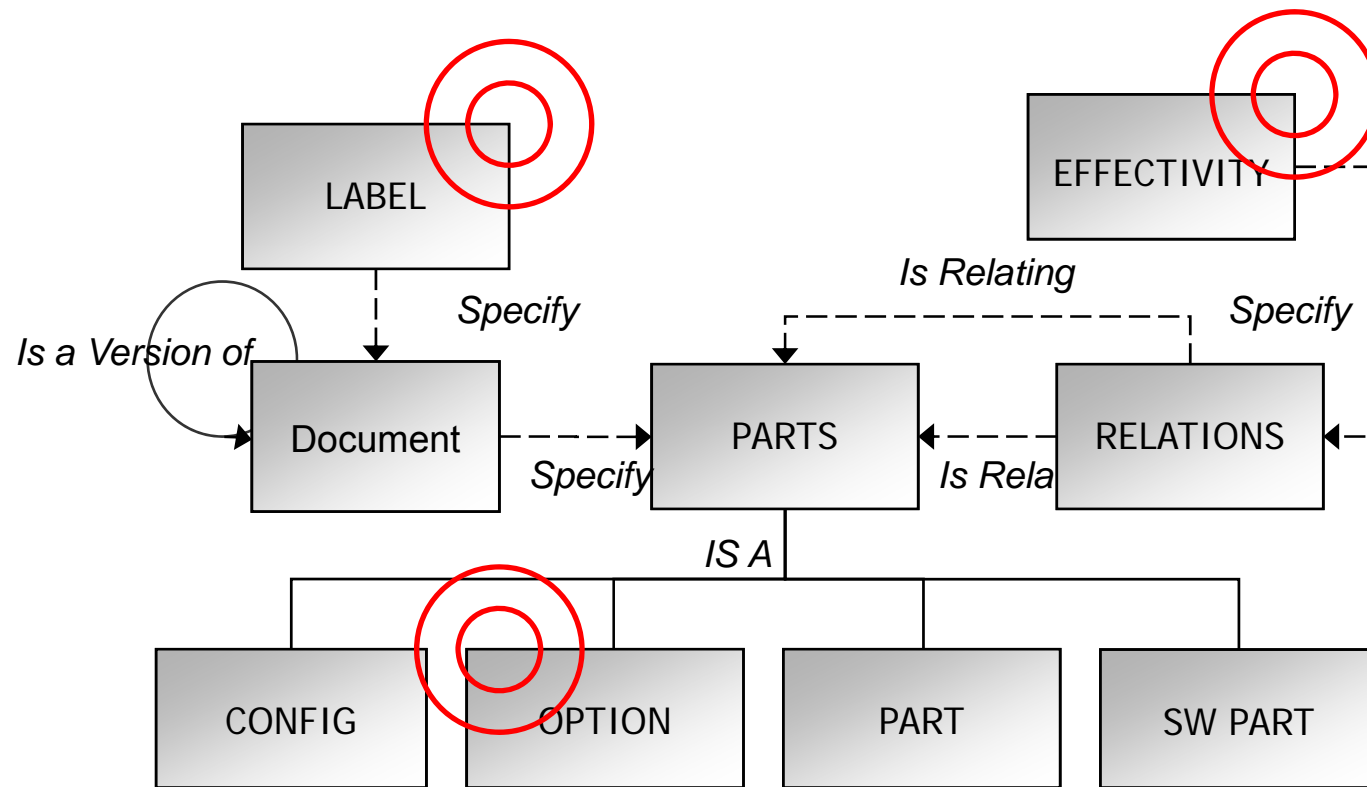 EFFECTIVITY
LABEL
Is Relating
Specify
Specify
Is a Version of
Document
PARTS
RELATIONS
Specify
Is Rela
IS A
CONFIG
OPTION
PART
SW PART